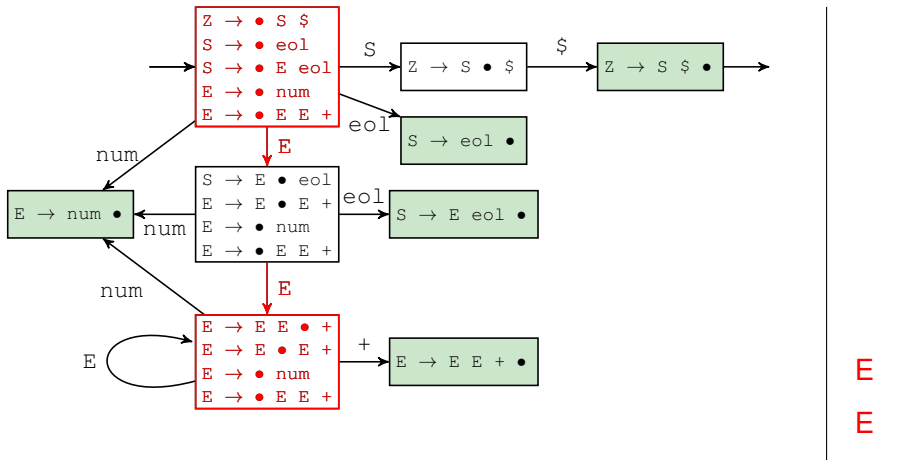 Z → • S $
S → • eol
S → • E eol
E → • num
E → • E E +
S
Z → S • $
$
Z → S $ •
eol
S → eol •
num
E
S → E • eol
E → E • E +
E → • num
E → • E E +
eol
S → E eol •
E → num •
num
num
E
E → E E • +
E → E • E +
E → • num
E → • E E +
E
+
E → E E + •
E
E